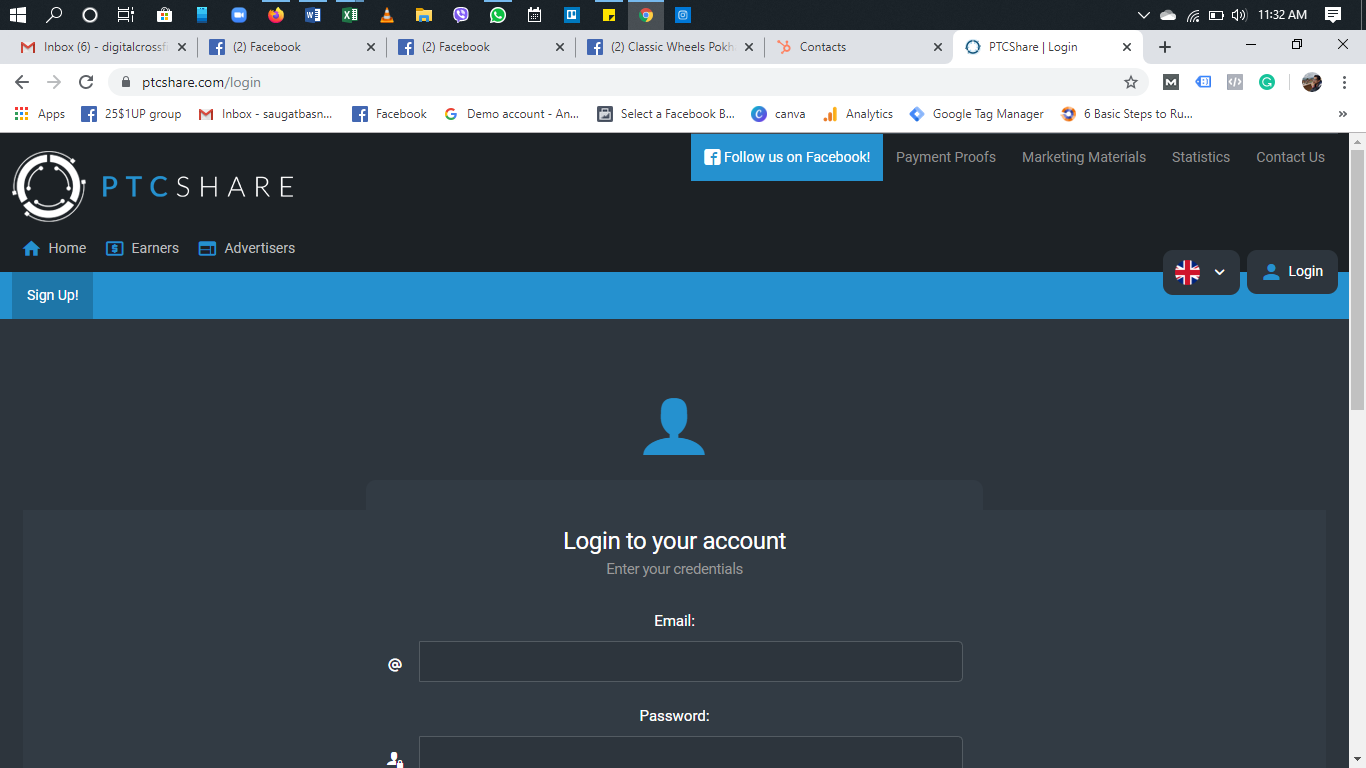 11:32 AM
Inbox (6) - digitalcrossf
(2) Facebook
(2) Facebook
(2) Classic Wheels Pokh
Contacts
PTCShare | Login
ptcshare.com/login
Apps
25$1UP group
Inbox - saugatbasn...
Facebook
Demo account - An...
Select a Facebook B...
canva
Analytics
Google Tag Manager
6 Basic Steps to Ru...
»
PTCSHARE
Follow us on Facebook!
Payment Proofs
Marketing Materials
Statistics
Contact Us
Home
Earners
Advertisers
Login
Sign Up!
Login to your account
Enter your credentials
Email:
@
Password: